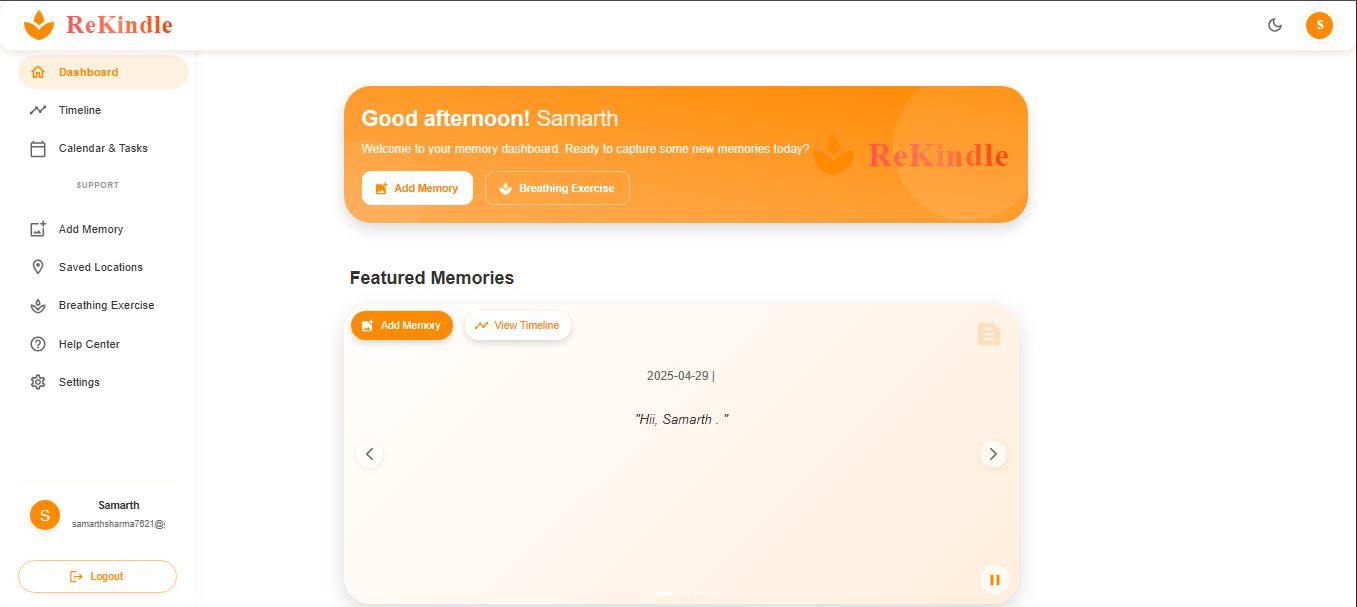 ReKindle
S
Dashboard
Timeline
Calendar & Tasks
SUPPORT
Add Memory
Saved Locations
Breathing Exercise
Help Center
Settings
Samarth
S
samarthsharma7621@
Logout
Good afternoon! Samarth
Welcome to your memory dashboard. Ready to capture some new memories today?
Add Memory
Breathing Exercise
ReKindle
Featured Memories
Add Memory
View Timeline
2025-04-29 |
"Hii, Samarth . "